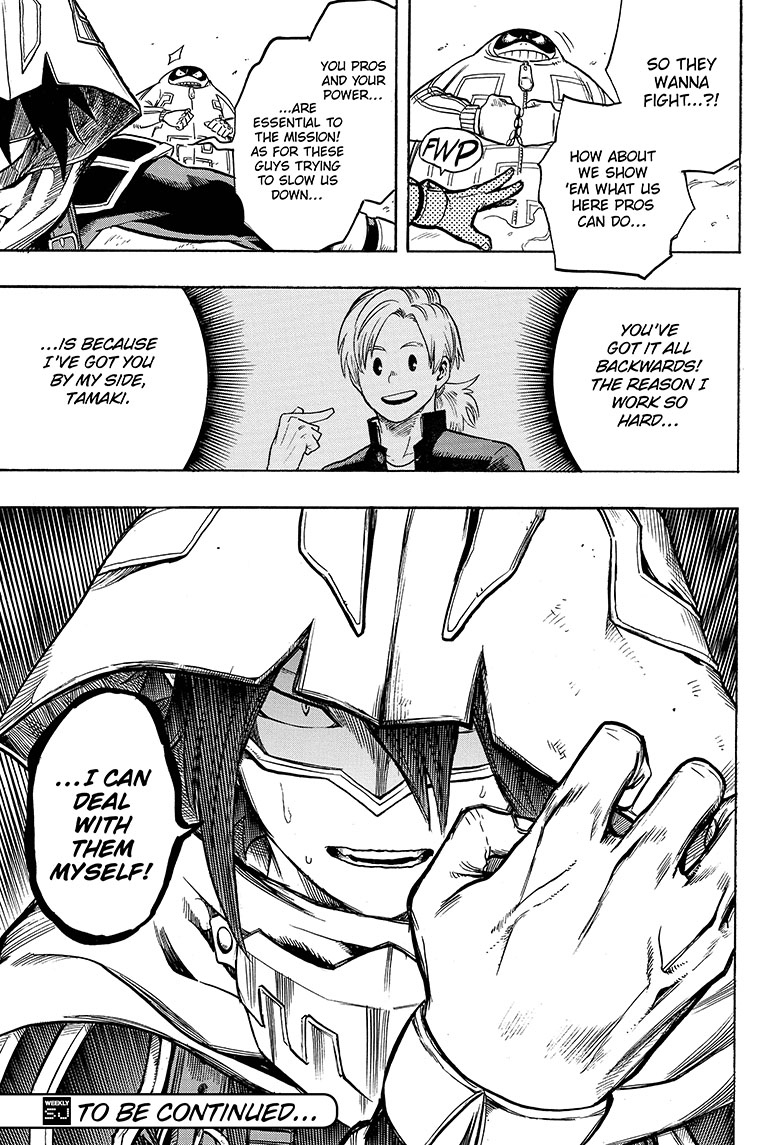 SO THEY
WANNA
FIGHT...?!
HOW ABOUT
WE SHOW
'EM WHAT US
HERE PROS
CAN DO...
FWP
YOU PROS
AND YOUR
POWER...
...ARE
ESSENTIAL TO
THE MISSION!
AS FOR THESE
GUYS TRYING
TO SLOW US
DOWN...
YOU'VE
GOT IT ALL
BACKWARDS!
THE REASON I
WORK SO
HARD...
...IS BECAUSE
I'VE GOT YOU
BY MY SIDE,
TAMAKI.
...I CAN
DEAL
WITH
THEM
MYSELF!
WEEKLY
SJ
TO BE CONTINUED...